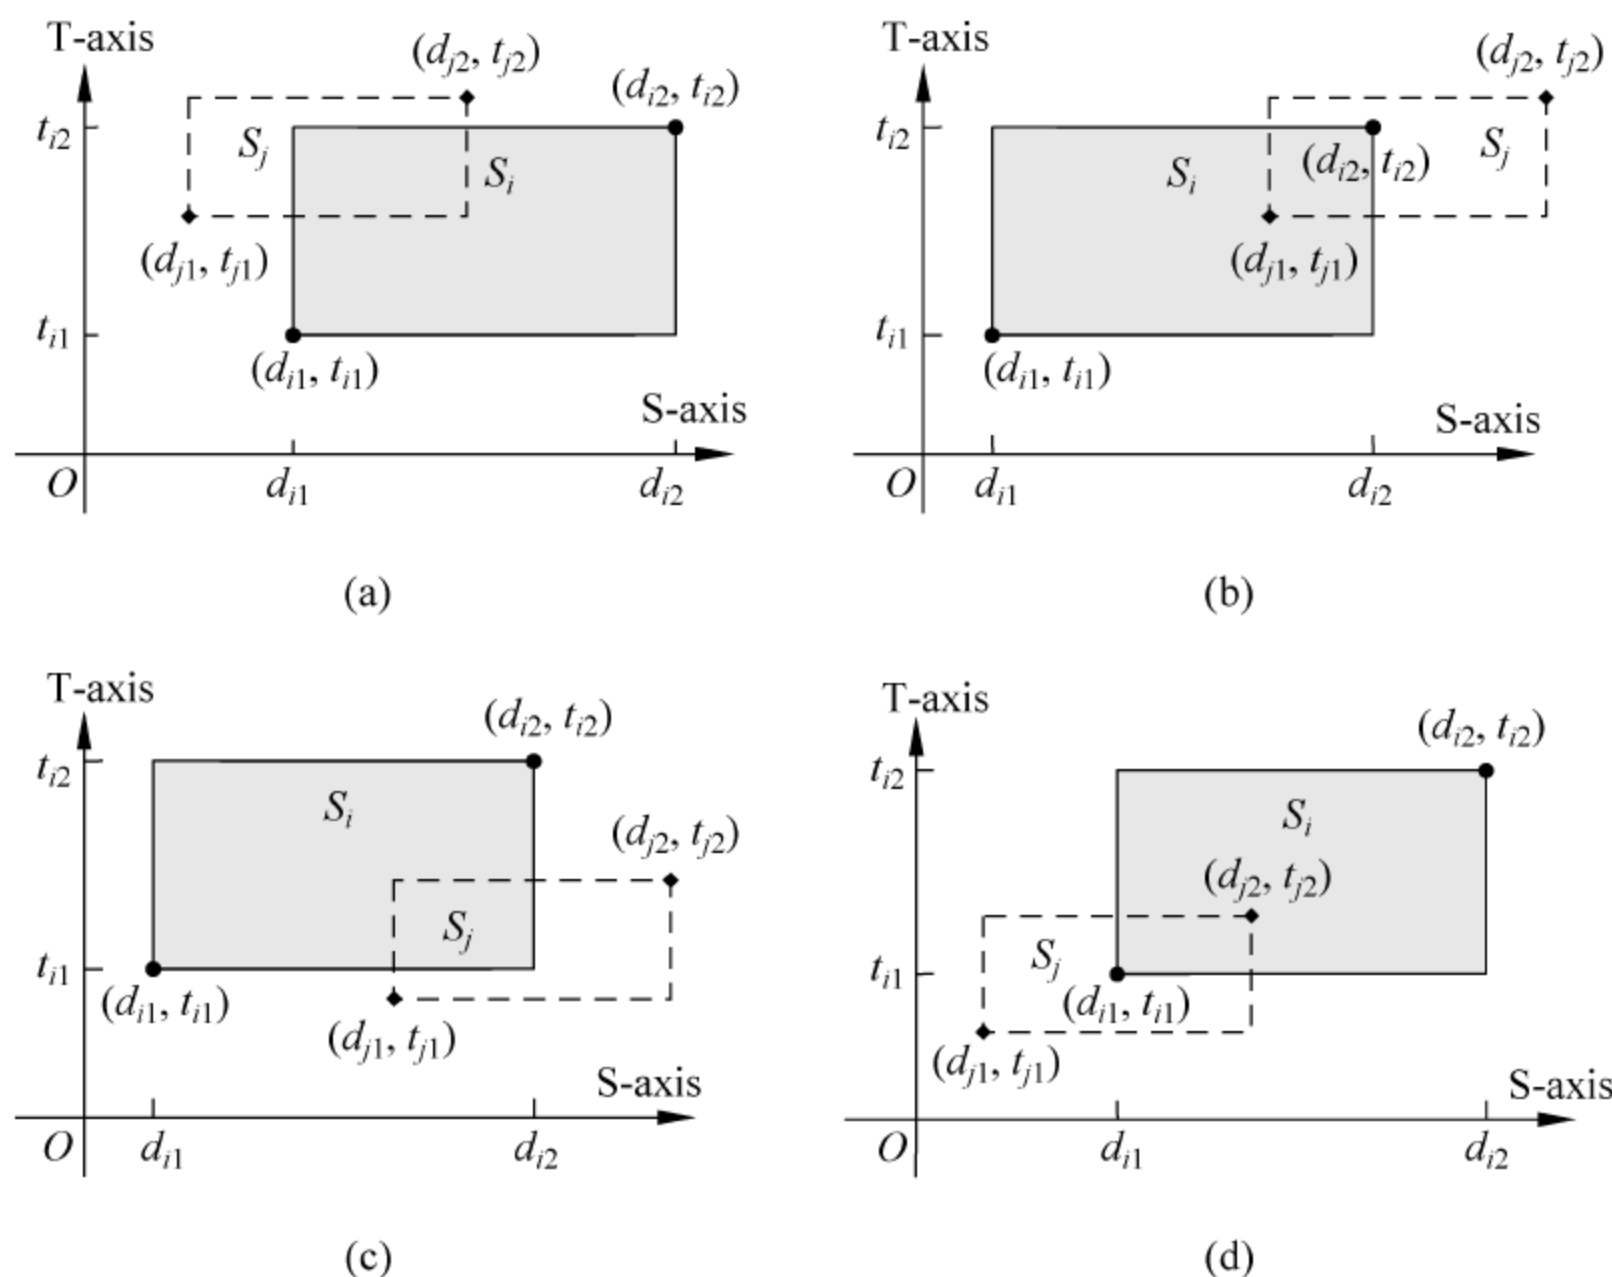 T-axis
(dj2, tj2)
(di2, ti2)
ti2
Sj
Si
(dj1, tj1)
ti1
(di1, ti1)
S-axis
O
di1
di2
(a)
T-axis
(dj2, tj2)
ti2
Si
(di2, ti2)
Sj
(dj1, tj1)
ti1
(di1, ti1)
S-axis
O
di1
di2
(b)
T-axis
(di2, ti2)
ti2
Si
(dj2, tj2)
Sj
ti1
(di1, ti1)
(dj1, tj1)
S-axis
O
di1
di2
(c)
T-axis
(di2, ti2)
ti2
Si
(dj2, tj2)
Sj
ti1
(di1, ti1)
(dj1, tj1)
S-axis
O
di1
di2
(d)